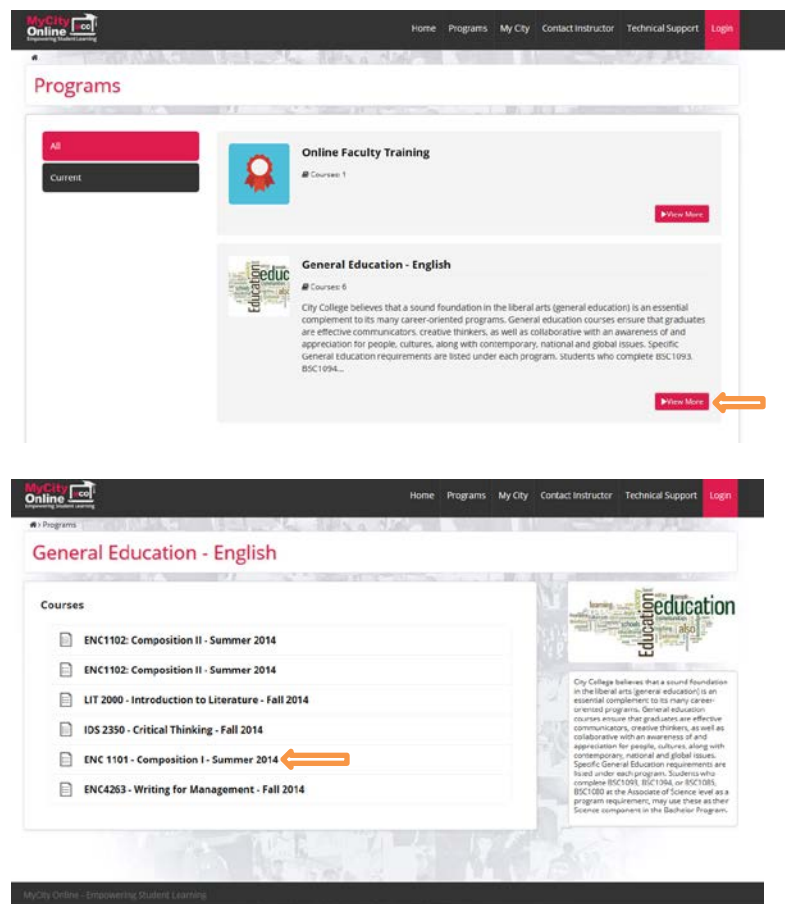 MyCity
Online
CCO
Empowering Student Learning
Home Programs My City Contact Instructor Technical Support Login
Programs
All
Current
Online Faculty Training
Courses: 1
View More
General Education - English
Courses: 6
City College believes that a sound foundation in the liberal arts (general education) is an essential
complement to its many career-oriented programs. General education courses ensure that graduates
are effective communicators, creative thinkers, as well as collaborative with an awareness of and
appreciation for people, cultures, along with contemporary, national and global issues. Specific
General Education requirements are listed under each program. Students who complete BSC1093,
BSC1094...
View More
Education
educ
schools
also
MyCity
Online
CCO
Empowering Student Learning
Home Programs My City Contact Instructor Technical Support Login
› Programs
General Education - English
Courses
ENC1102: Composition II - Summer 2014
ENC1102: Composition II - Summer 2014
LIT 2000 - Introduction to Literature - Fall 2014
IDS 2350 - Critical Thinking - Fall 2014
ENC 1101 - Composition I - Summer 2014
ENC4263 - Writing for Management - Fall 2014
learning
education
Education
schools
also
City College believes that a sound foundation
in the liberal arts (general education) is an
essential complement to its many career-
oriented programs. General education
courses ensure that graduates are effective
communicators, creative thinkers, as well as
collaborative with an awareness of and
appreciation for people, cultures, along with
contemporary, national and global issues.
Specific General Education requirements are
listed under each program. Students who
complete BSC1093, BSC1094, or BSC1085,
BSC1080 at the Associate of Science level as a
program requirement, may use these as their
Science component in the Bachelor Program.
MyCity Online - Empowering Student Learning